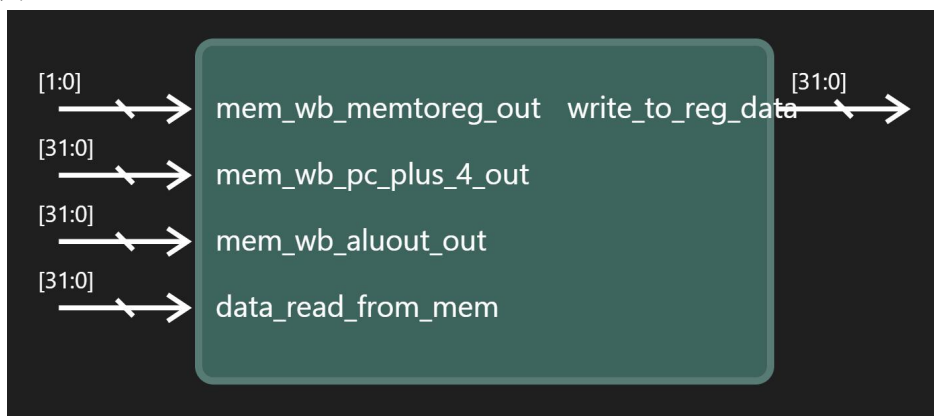 [1:0]
[31:0]
mem_wb_memtoreg_out write_to_reg_data
[31:0]
mem_wb_pc_plus_4_out
[31:0]
mem_wb_aluout_out
[31:0]
data_read_from_mem